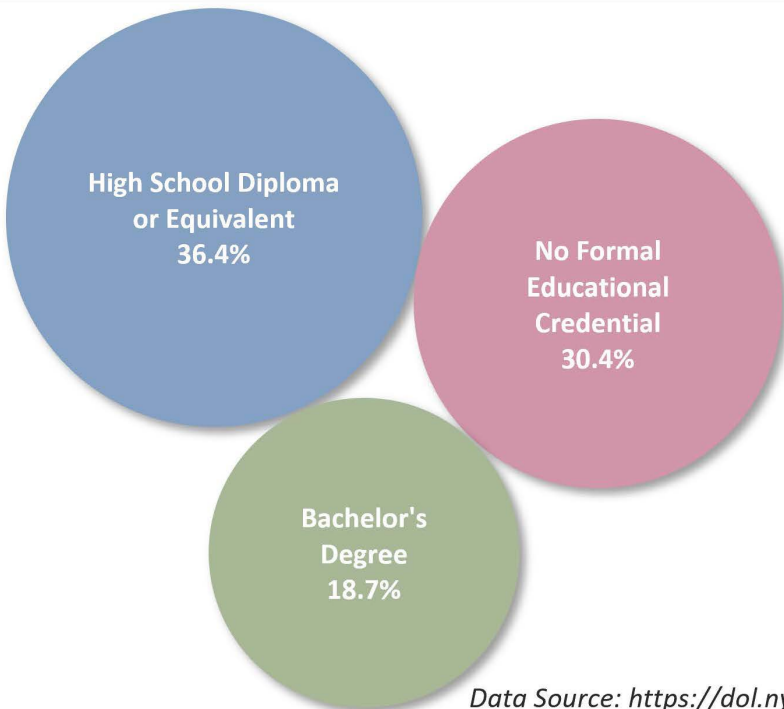 High School Diploma
or Equivalent
36.4%
No Formal
Educational
Credential
30.4%
Bachelor's
Degree
18.7%
Data Source: https://dol.ny